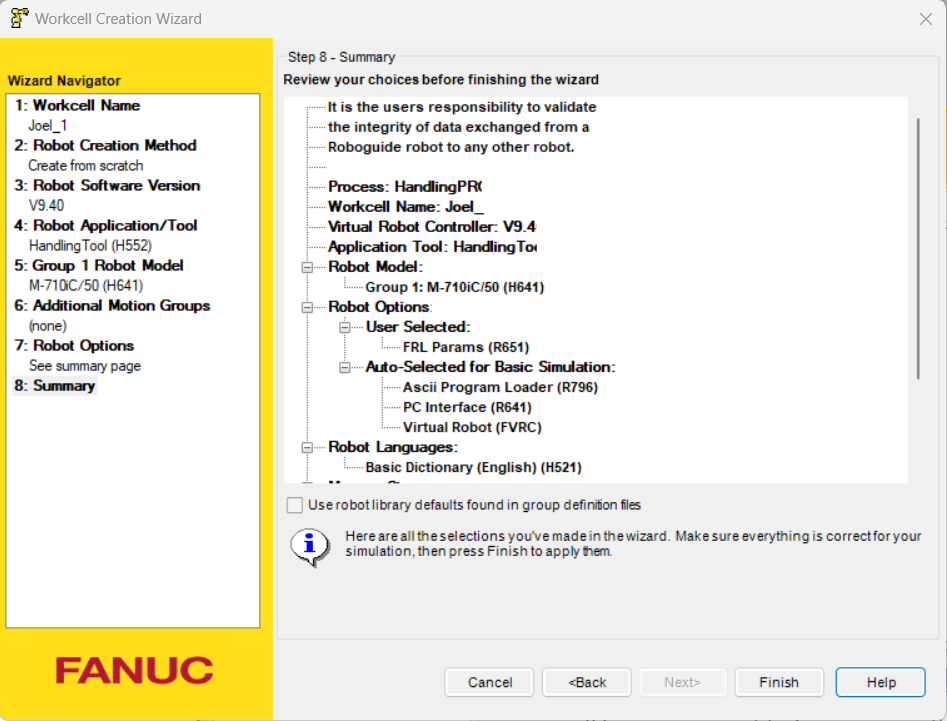 Workcell Creation Wizard
Wizard Navigator
1: Workcell Name
Joel_1
2: Robot Creation Method
Create from scratch
3: Robot Software Version
V9.40
4: Robot Application/Tool
HandlingTool (H552)
5: Group 1 Robot Model
M-710iC/50 (H641)
6: Additional Motion Groups
(none)
7: Robot Options
See summary page
8: Summary
FANUC
Step 8 - Summary
Review your choices before finishing the wizard
It is the users responsibility to validate
the integrity of data exchanged from a
Roboguide robot to any other robot.
Process: HandlingPRO
Workcell Name: Joel_
Virtual Robot Controller: V9.4
Application Tool: HandlingToo
Robot Model:
Group 1: M-710iC/50 (H641)
Robot Options:
User Selected:
FRL Params (R651)
Auto-Selected for Basic Simulation:
Ascii Program Loader (R796)
PC Interface (R641)
Virtual Robot (FVRC)
Robot Languages:
Basic Dictionary (English) (H521)
Use robot library defaults found in group definition files
Here are all the selections you've made in the wizard. Make sure everything is correct for your
simulation, then press Finish to apply them.
Cancel
<Back
Next>
Finish
Help